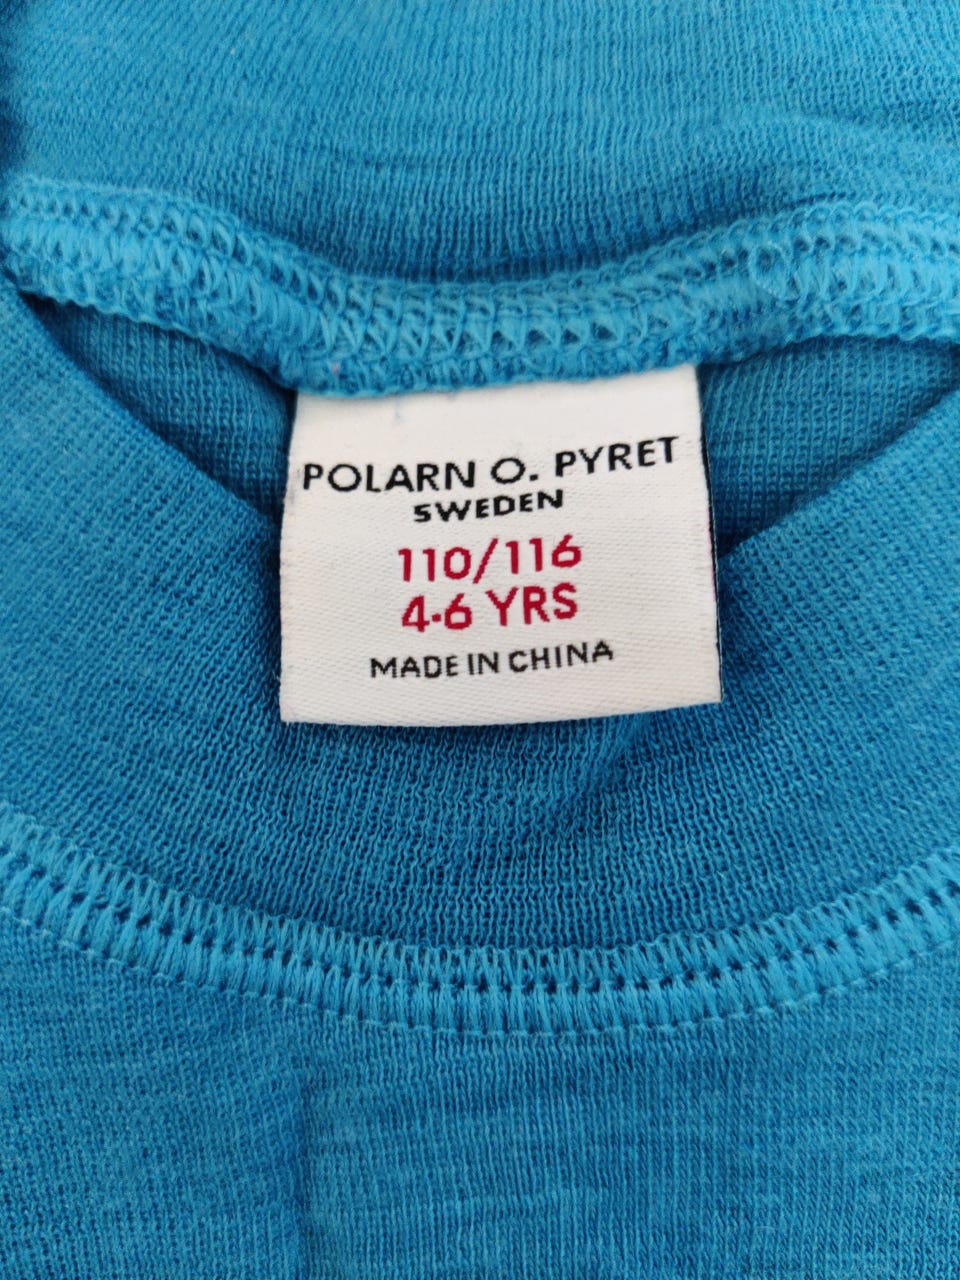 POLARN O. PYRET
SWEDEN
110/116
4-6 YRS
MADE IN CHINA